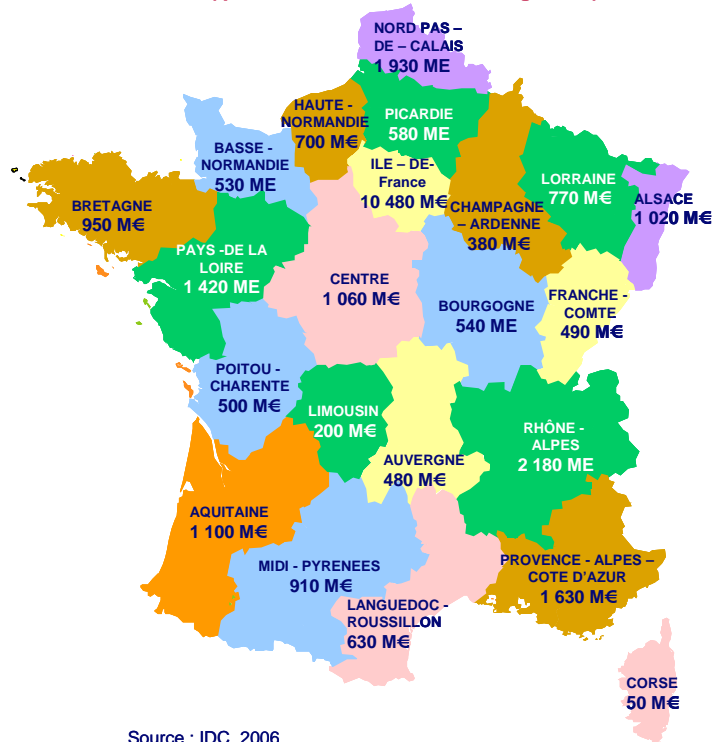 NORD PAS –
DE – CALAIS
1 930 ME
HAUTE -
NORMANDIE
700 M€
PICARDIE
580 ME
BASSE -
NORMANDIE
530 ME
ILE – DE-
France
10 480 M€
CHAMPAGNE
– ARDENNE
380 M€
LORRAINE
770 M€
ALSACE
1 020 M€
BRETAGNE
950 M€
PAYS -DE LA
LOIRE
1 420 ME
CENTRE
1 060 M€
BOURGOGNE
540 ME
FRANCHE -
COMTE
490 M€
POITOU -
CHARENTE
500 M€
LIMOUSIN
200 M€
AUVERGNE
480 M€
RHÔNE -
ALPES
2 180 ME
AQUITAINE
1 100 M€
MIDI - PYRENEES
910 M€
LANGUEDOC -
ROUSSILLON
630 M€
PROVENCE - ALPES –
COTE D'AZUR
1 630 M€
CORSE
50 M€
Source : IDC, 2006